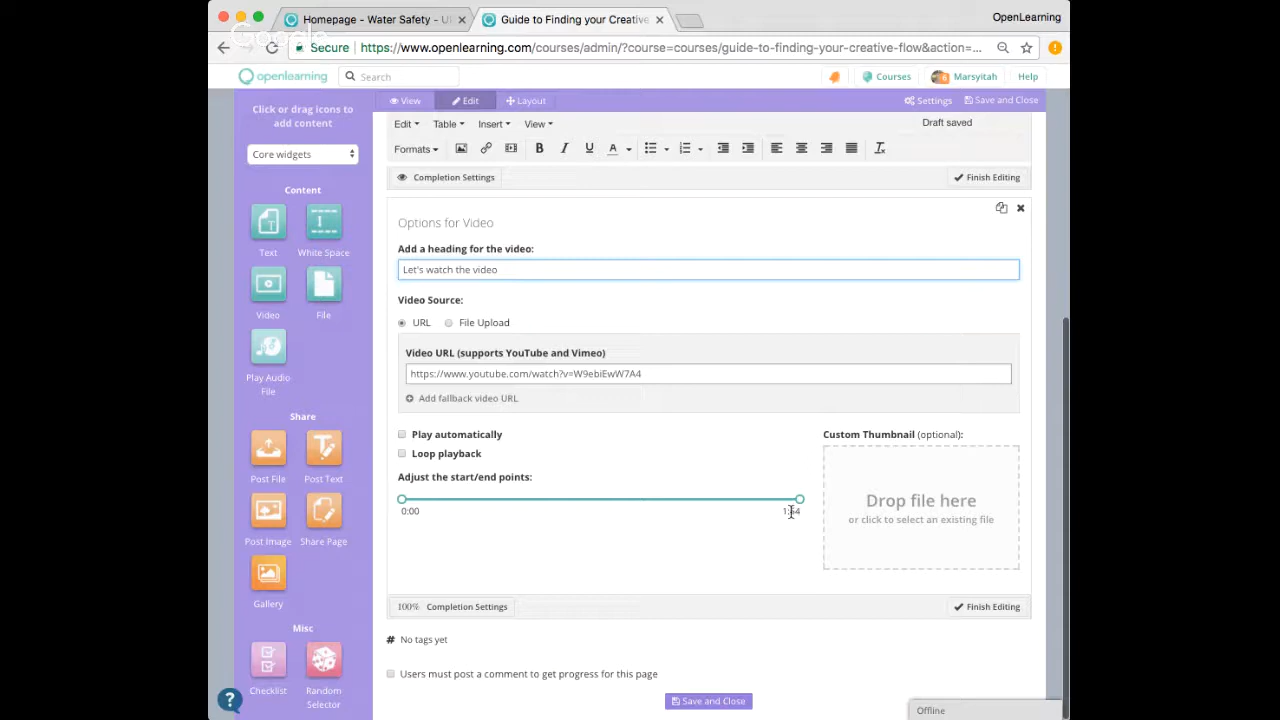 Homepage - Water Safety - U
Guide to Finding your Creative
OpenLearning
Google
Secure https://www.openlearning.com/courses/admin/?course=courses/guide-to-finding-your-creative-flow&action=...
openlearning
Search
Courses
6
Marsyitah
Help
Click or drag icons to add content
View
Edit
Layout
Settings
Save and Close
Edit
Table
Insert
View
Draft saved
Core widgets
Formats
B I U A
Completion Settings
Finish Editing
Content
Text
White Space
Video
File
Play Audio File
Options for Video
Add a heading for the video:
Let's watch the video
Video Source:
URL
File Upload
Video URL (supports YouTube and Vimeo)
https://www.youtube.com/watch?v=W9ebiEwW7A4
Add fallback video URL
Share
Post File
Post Text
Post Image
Share Page
Gallery
Play automatically
Loop playback
Adjust the start/end points:
0:00
Custom Thumbnail (optional):
Drop file here
or click to select an existing file
100% Completion Settings
Finish Editing
Misc
Checklist
Random Selector
# No tags yet
Users must post a comment to get progress for this page
Save and Close
?
Offline